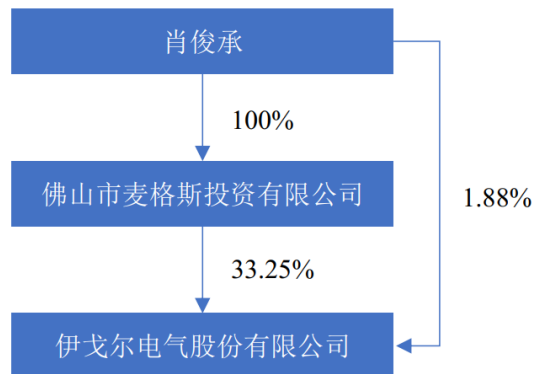 肖俊承
100%
佛山市麦格斯投资有限公司
1.88%
33.25%
伊戈尔电气股份有限公司